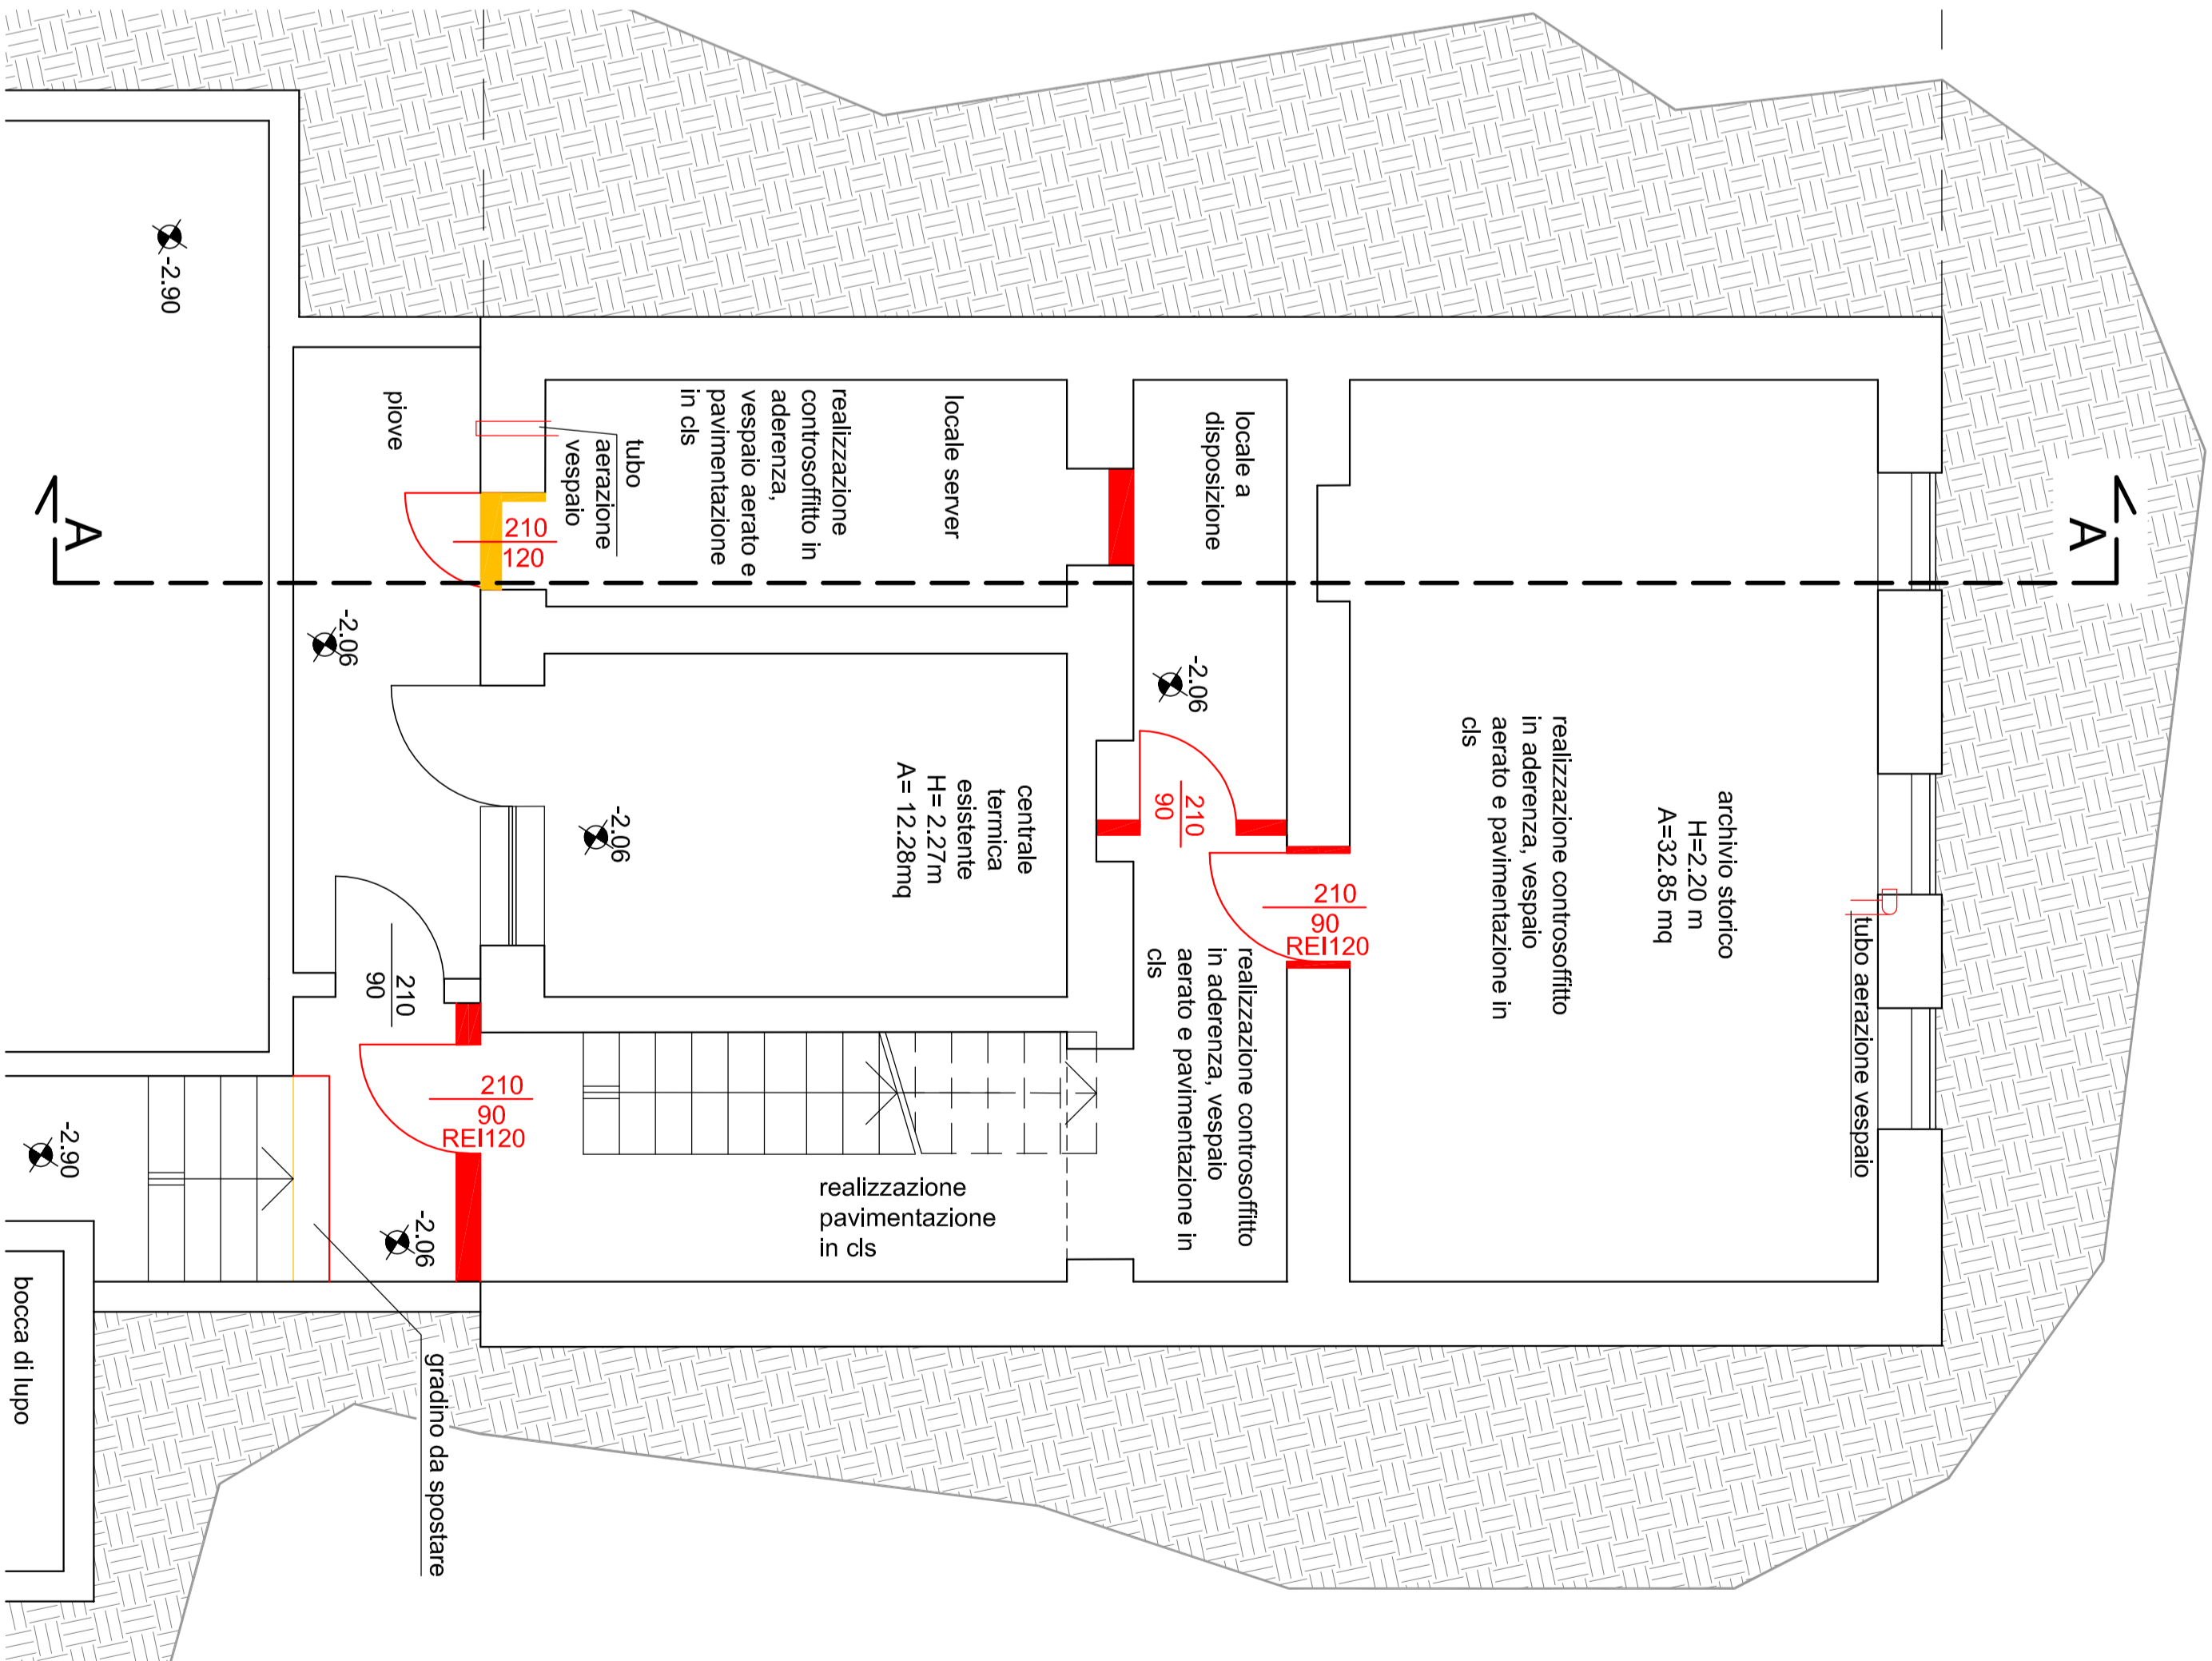 -2.90
piove
A
-2.06
tubo
aerazione
vespaio
210
120
realizzazione
controsoffitto in
aderenza,
vespaio aerato e
pavimentazione
in cls
locale server
locale a
disposizione
-2.06
A
archivio storico
H=2.20 m
A=32.85 mq
realizzazione controsoffitto
in aderenza, vespaio
aerato e pavimentazione in
cls
tubo aerazione vespaio
centrale
termica
esistente
H= 2.27m
A= 12.28mq
-2.06
210
90
210
90
REI120
realizzazione controsoffitto
in aderenza, vespaio
aerato e pavimentazione in
cls
210
90
210
90
REI120
realizzazione
pavimentazione
in cls
-2.90
-2.06
gradino da spostare
bocca di lupo